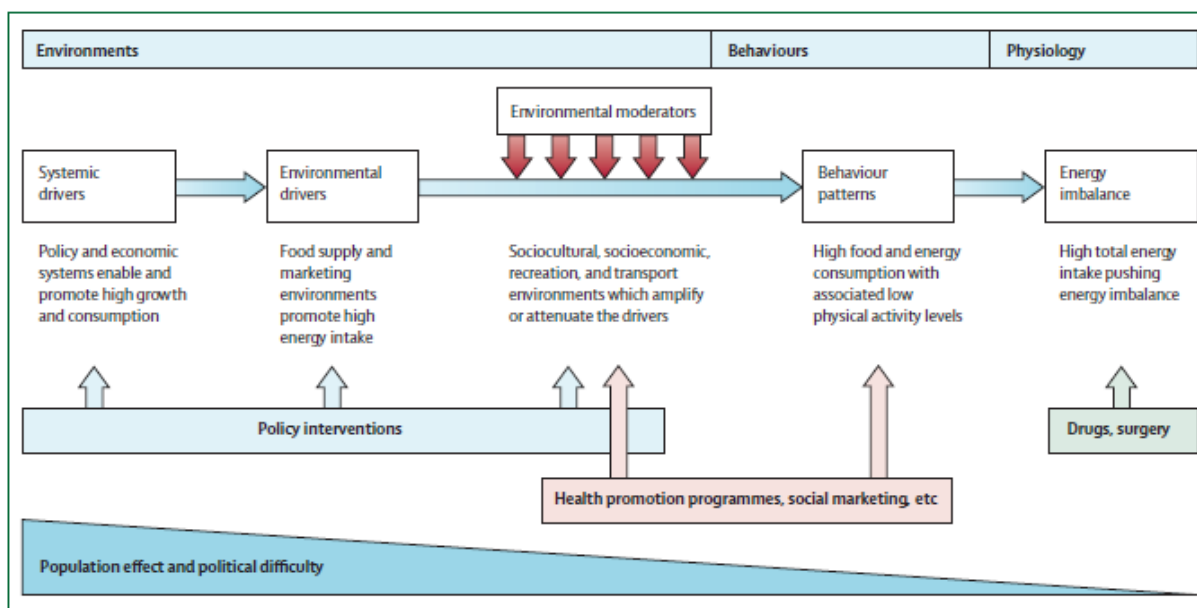 Environments
Behaviours
Physiology
Environmental moderators
Systemic
drivers
Environmental
drivers
Behaviour
patterns
Energy
imbalance
Policy and economic
systems enable and
promote high growth
and consumption
Food supply and
marketing
environments
promote high
energy intake
Sociocultural, socioeconomic,
recreation, and transport
environments which amplify
or attenuate the drivers
High food and energy
consumption with
associated low
physical activity levels
High total energy
intake pushing
energy imbalance
Policy interventions
Drugs, surgery
Health promotion programmes, social marketing, etc
Population effect and political difficulty